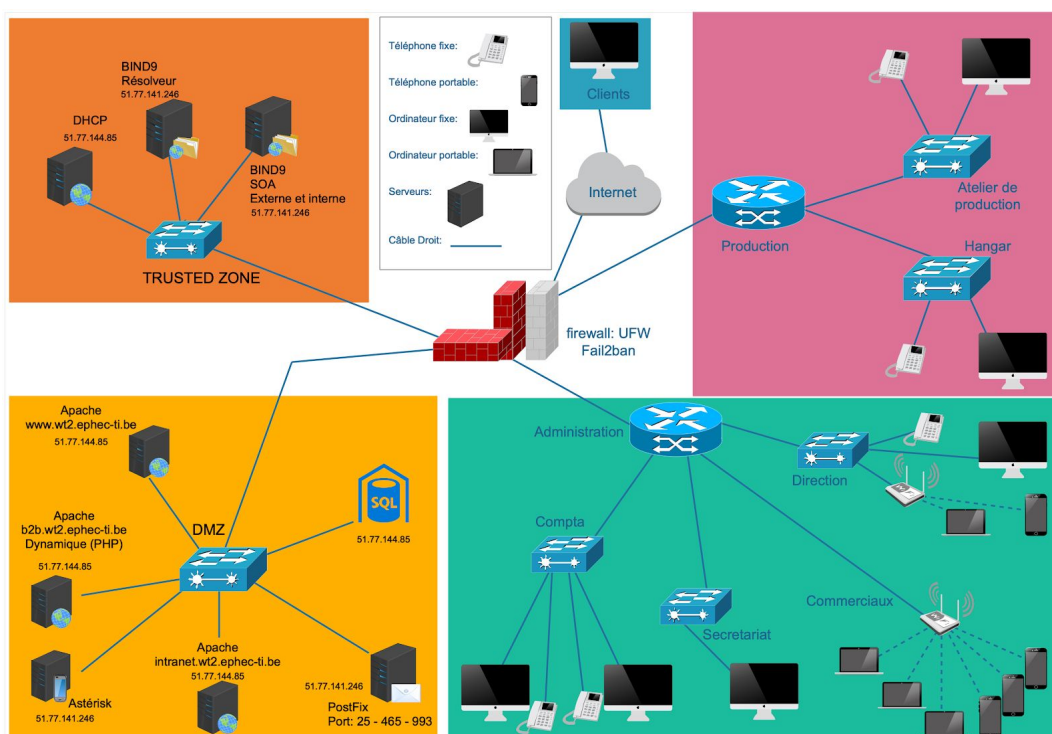 BIND9
Résolveur
51.77.141.246
DHCP
51.77.144.85
BIND9
SOA
Externe et interne
51.77.141.246
TRUSTED ZONE
Téléphone fixe:
Téléphone portable:
Ordinateur fixe:
Ordinateur portable:
Serveurs:
Câble Droit:
Clients
Internet
firewall: UFW
Fail2ban
Production
Atelier de
production
Hangar
Apache
www.wt2.ephec-ti.be
51.77.144.85
SQL
51.77.144.85
Apache
b2b.wt2.ephec-ti.be
Dynamique (PHP)
51.77.144.85
DMZ
Astérisk
51.77.141.246
Apache
intranet.wt2.ephec-ti.be
51.77.144.85
51.77.141.246
PostFix
Port: 25 - 465 - 993
Administration
Direction
Compta
Secretariat
Commerciaux